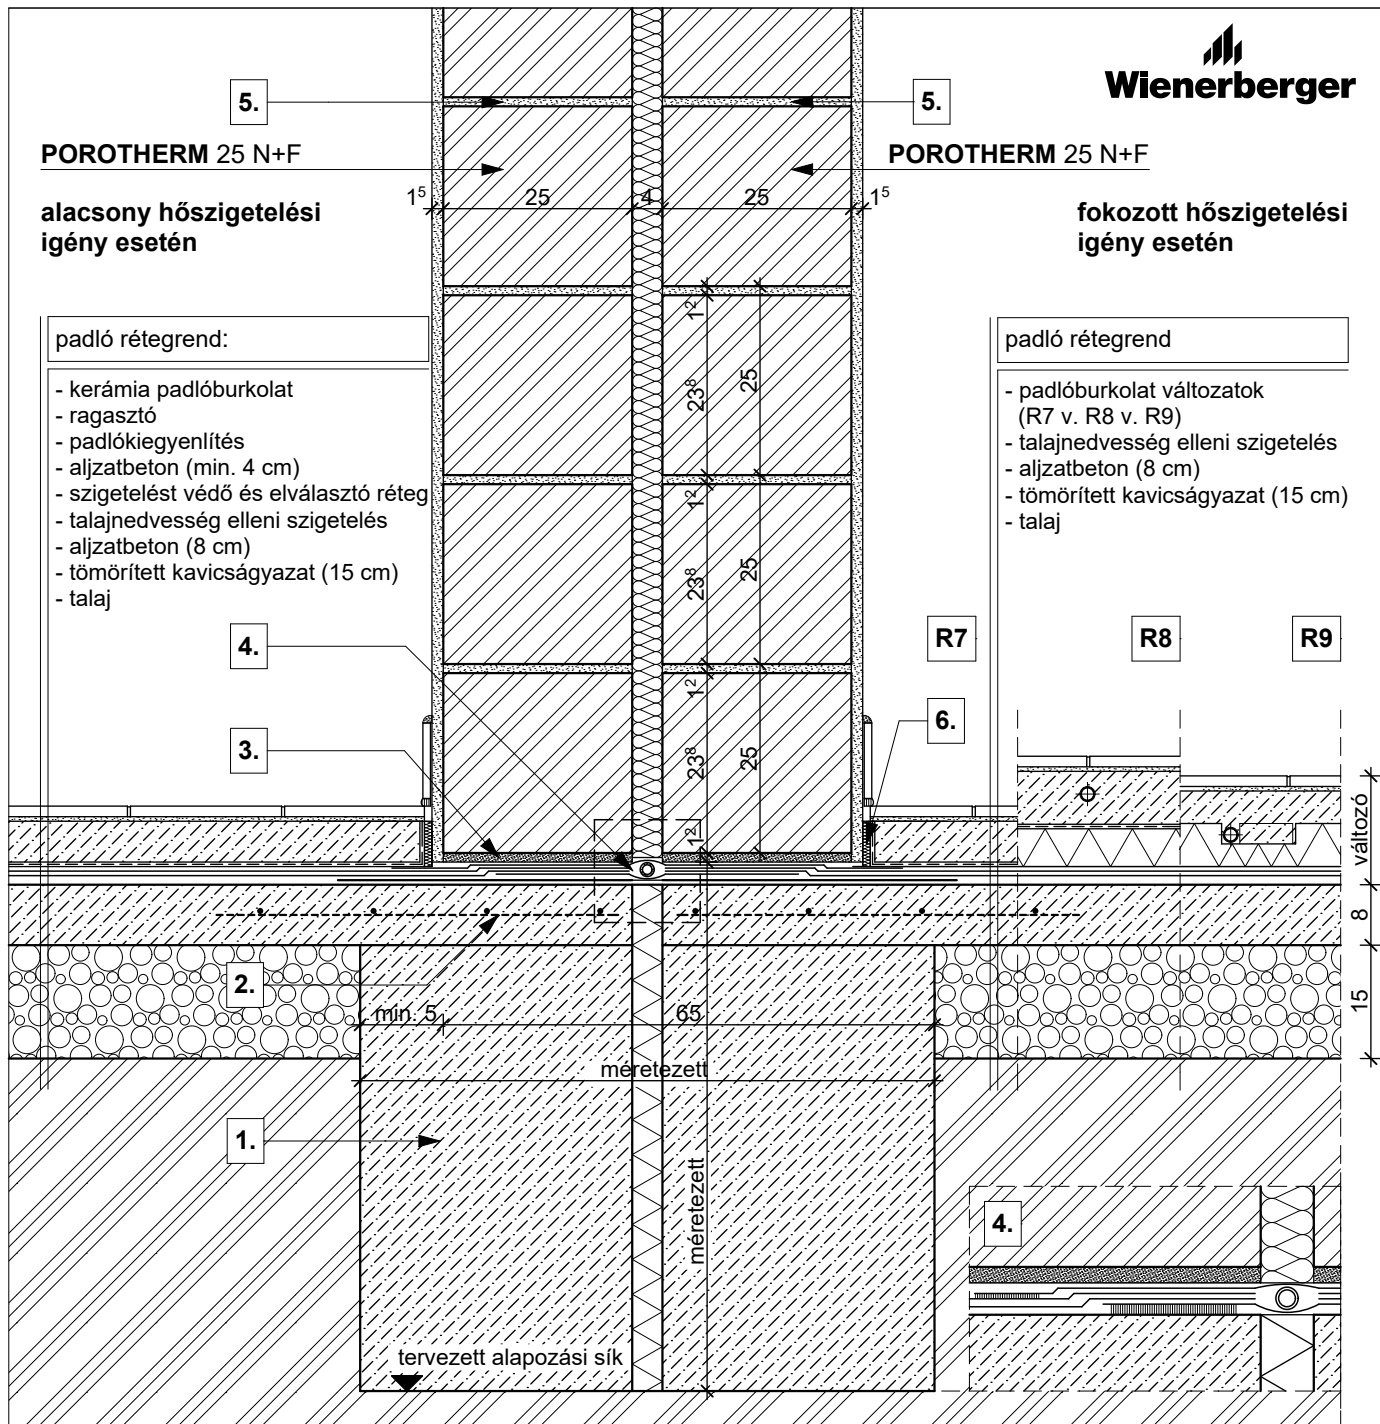 Wienerberger
5.
5.
POROTHERM 25 N+F
POROTHERM 25 N+F
1⁵ 25 4 25 1⁵
alacsony hőszigetelési
igény esetén
fokozott hőszigetelési
igény esetén
padló rétegrend:
- kerámia padlóburkolat
- ragasztó
- padlókiegyenlítés
- aljzatbeton (min. 4 cm)
- szigetelést védő és elválasztó réteg
- talajnedvesség elleni szigetelés
- aljzatbeton (8 cm)
- tömörített kavicságyazat (15 cm)
- talaj
padló rétegrend
- padlóburkolat változatok
(R7 v. R8 v. R9)
- talajnedvesség elleni szigetelés
- aljzatbeton (8 cm)
- tömörített kavicságyazat (15 cm)
- talaj
1²
23⁸
25
1²
23⁸
25
1²
23⁸
25
1²
4.
R7
R8
R9
3.
6.
változó
8
15
2.
min. 5
65
méretezett
1.
méretezett
4.
tervezett alapozási sík